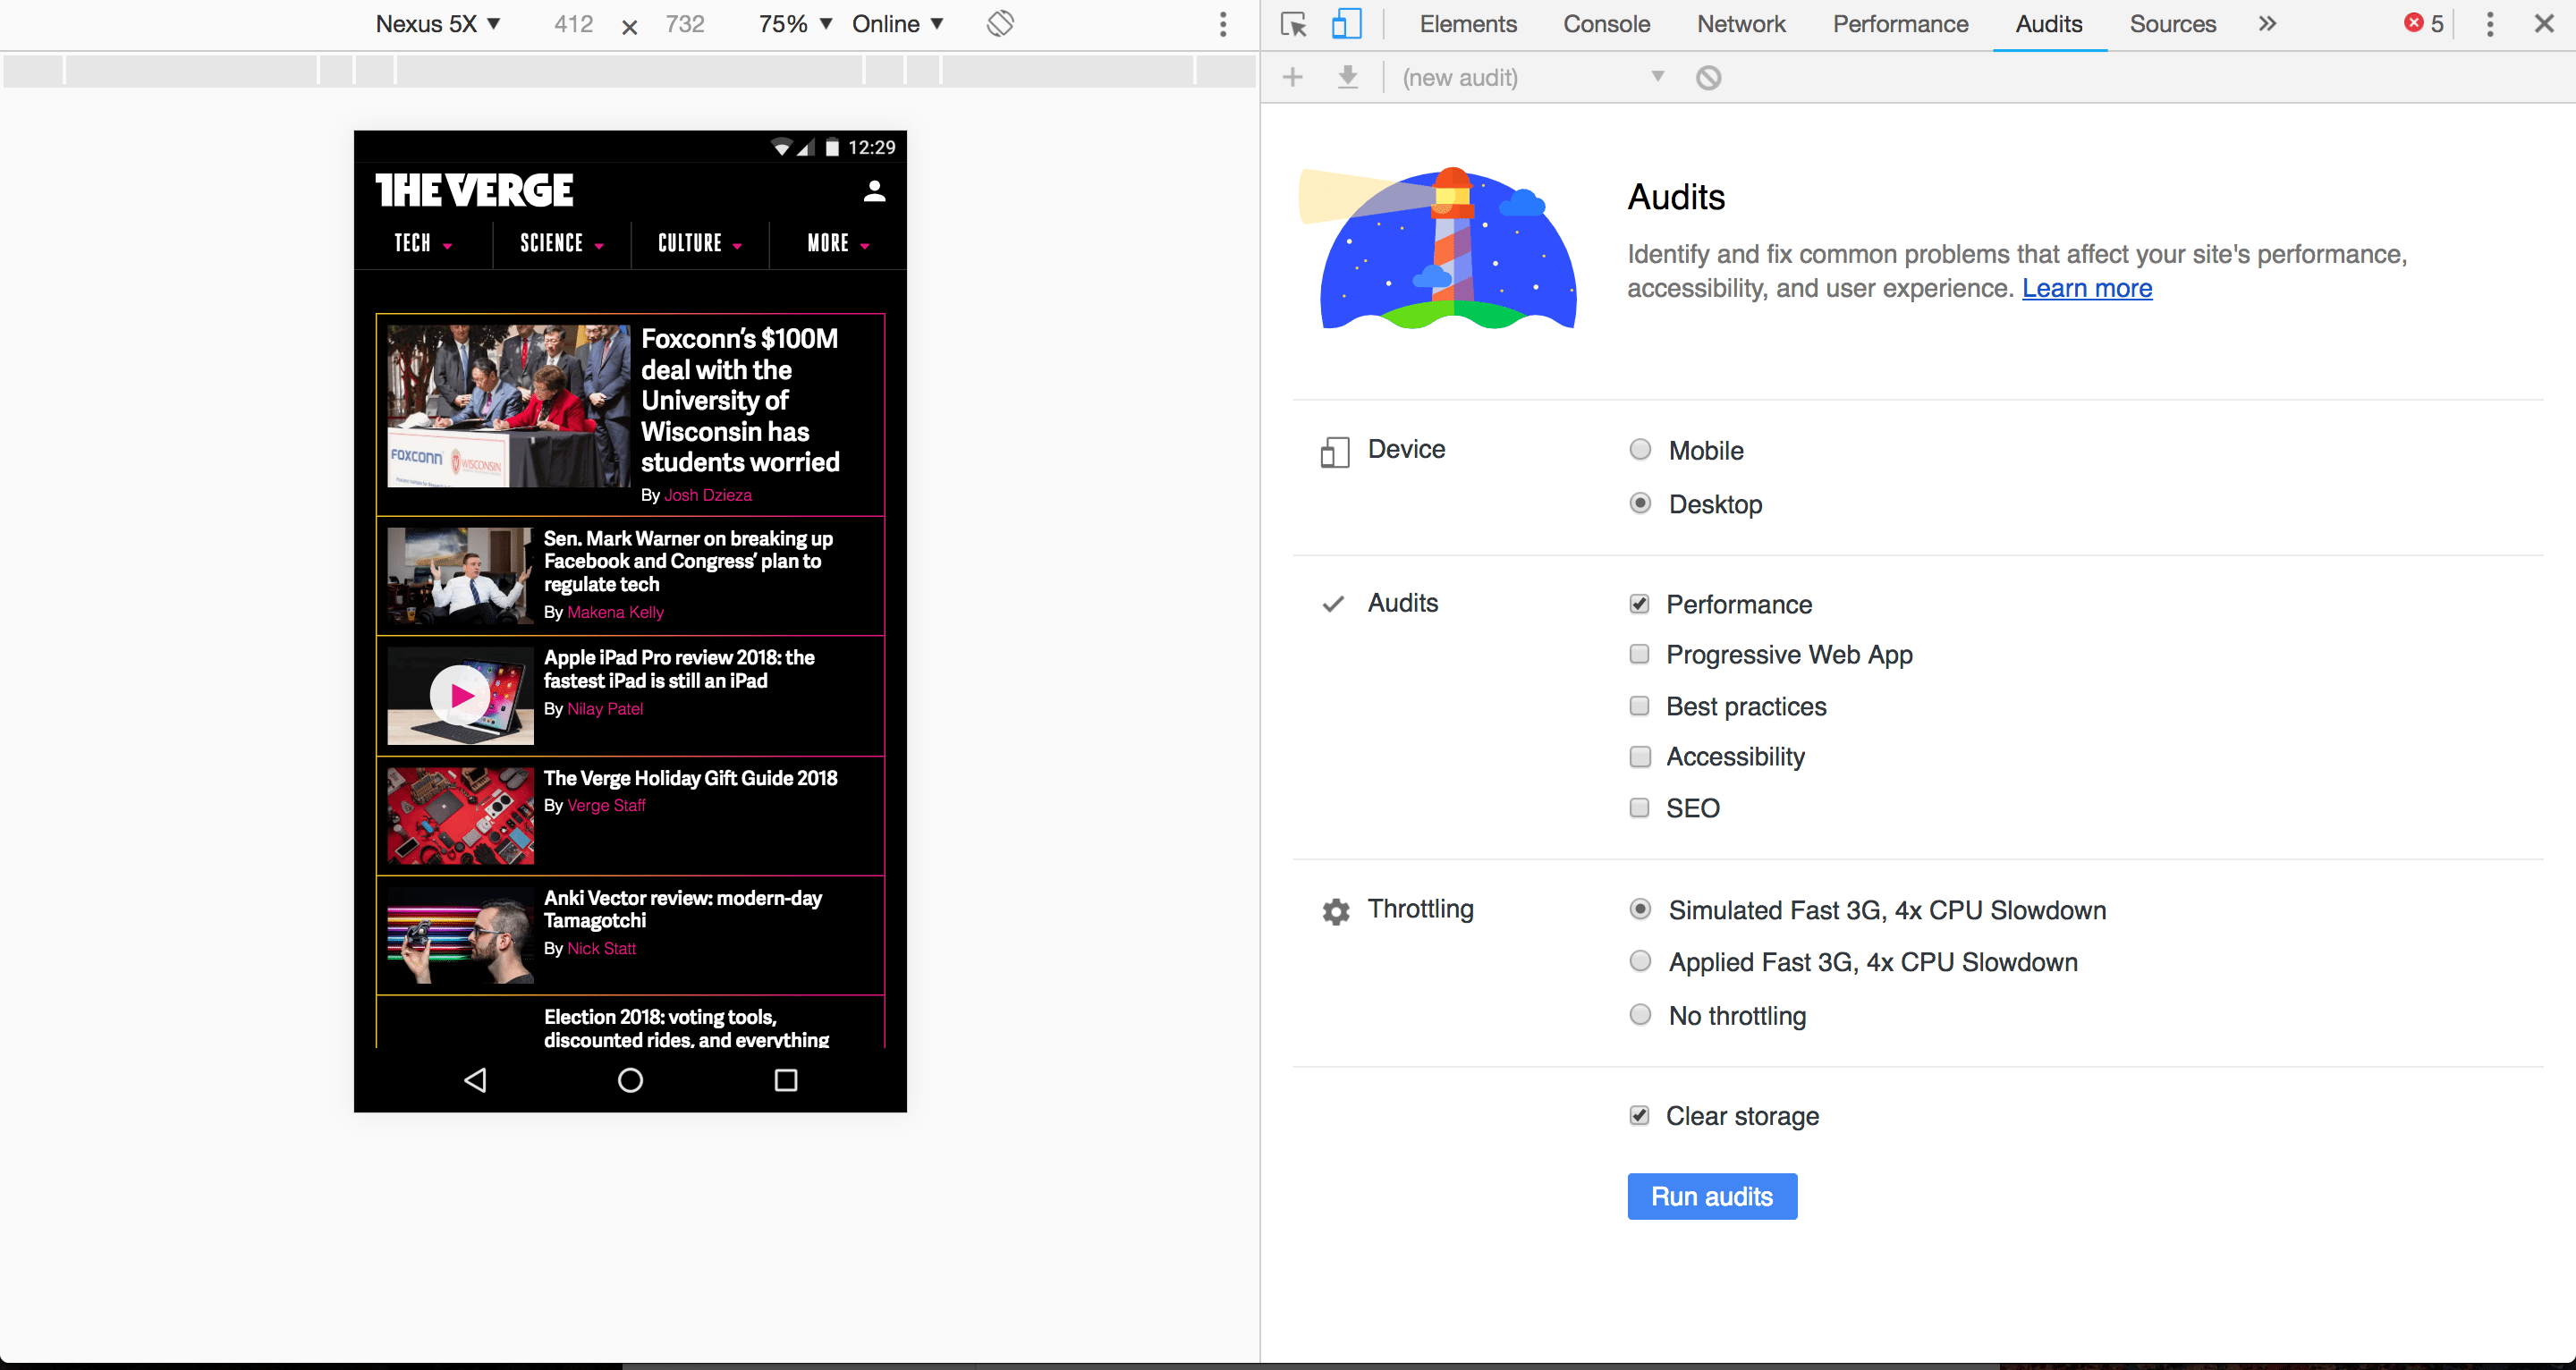 Nexus 5X 412 × 732 75% Online
Elements Console Network Performance Audits Sources » 5
(new audit)
12:29
THE VERGE
TECH SCIENCE CULTURE MORE
Foxconn’s $100M
deal with the
University of
Wisconsin has
students worried
By Josh Dzieza
FOXCONN WISCONSIN
Sen. Mark Warner on breaking up
Facebook and Congress’ plan to
regulate tech
By Makena Kelly
Apple iPad Pro review 2018: the
fastest iPad is still an iPad
By Nilay Patel
The Verge Holiday Gift Guide 2018
By Verge Staff
Anki Vector review: modern-day
Tamagotchi
By Nick Statt
Election 2018: voting tools,
discounted rides, and everything
Audits
Identify and fix common problems that affect your site's performance,
accessibility, and user experience. Learn more
Device
Mobile
Desktop
Audits
Performance
Progressive Web App
Best practices
Accessibility
SEO
Throttling
Simulated Fast 3G, 4x CPU Slowdown
Applied Fast 3G, 4x CPU Slowdown
No throttling
Clear storage
Run audits